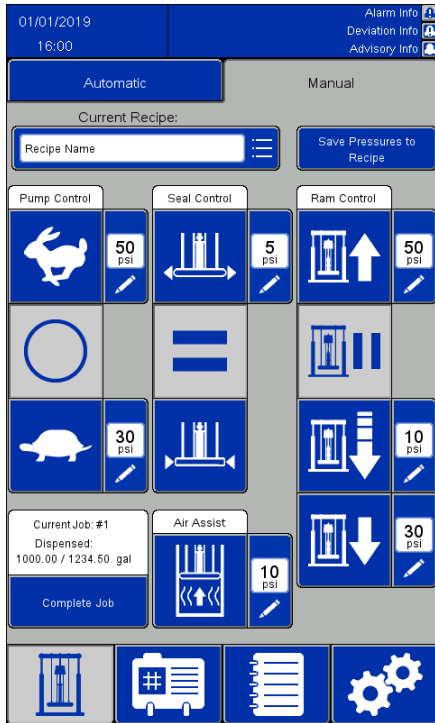 01/01/2019
16:00
Alarm Info
Deviation Info
Advisory Info
Automatic
Manual
Current Recipe:
Recipe Name
Save Pressures to
Recipe
Pump Control
Seal Control
Ram Control
50
psi
5
psi
50
psi
30
psi
10
psi
30
psi
Current Job: #1
Dispensed:
1000.00 / 1234.50 gal
Complete Job
Air Assist
10
psi
#